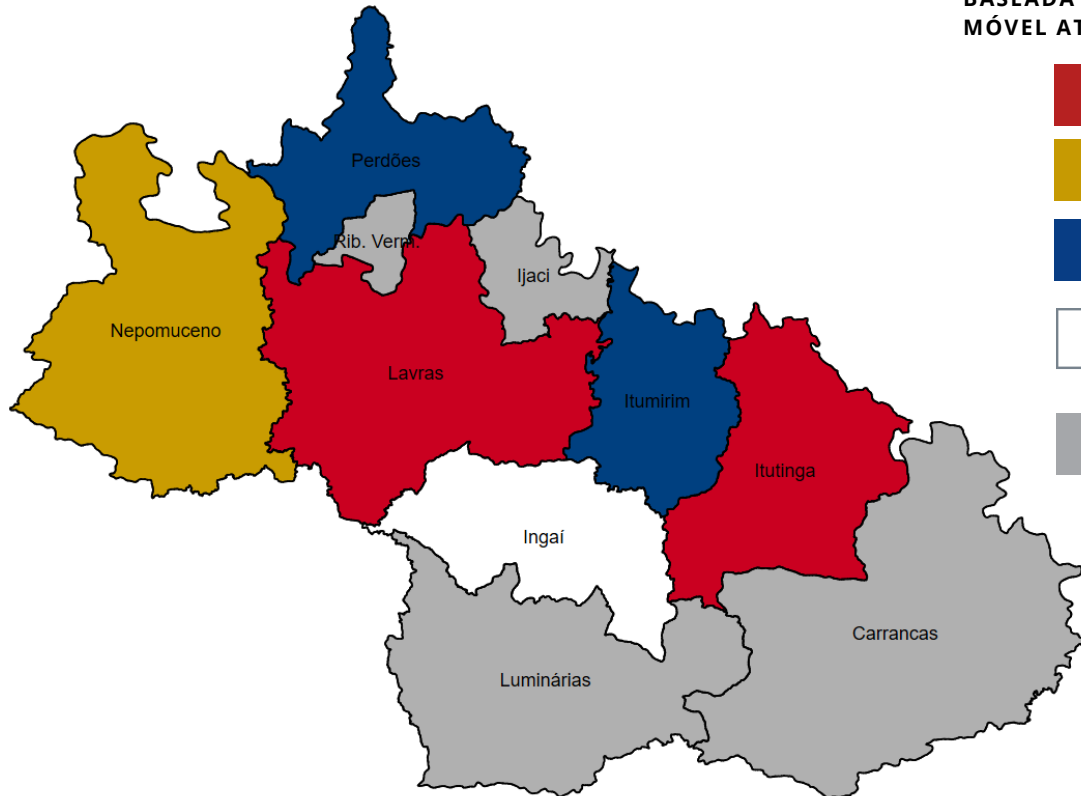 MÓVEL AT
Perdões
Rib. Verm.
Ijaci
Nepomuceno
Lavras
Itumirim
Itutinga
Ingaí
Carrancas
Luminárias